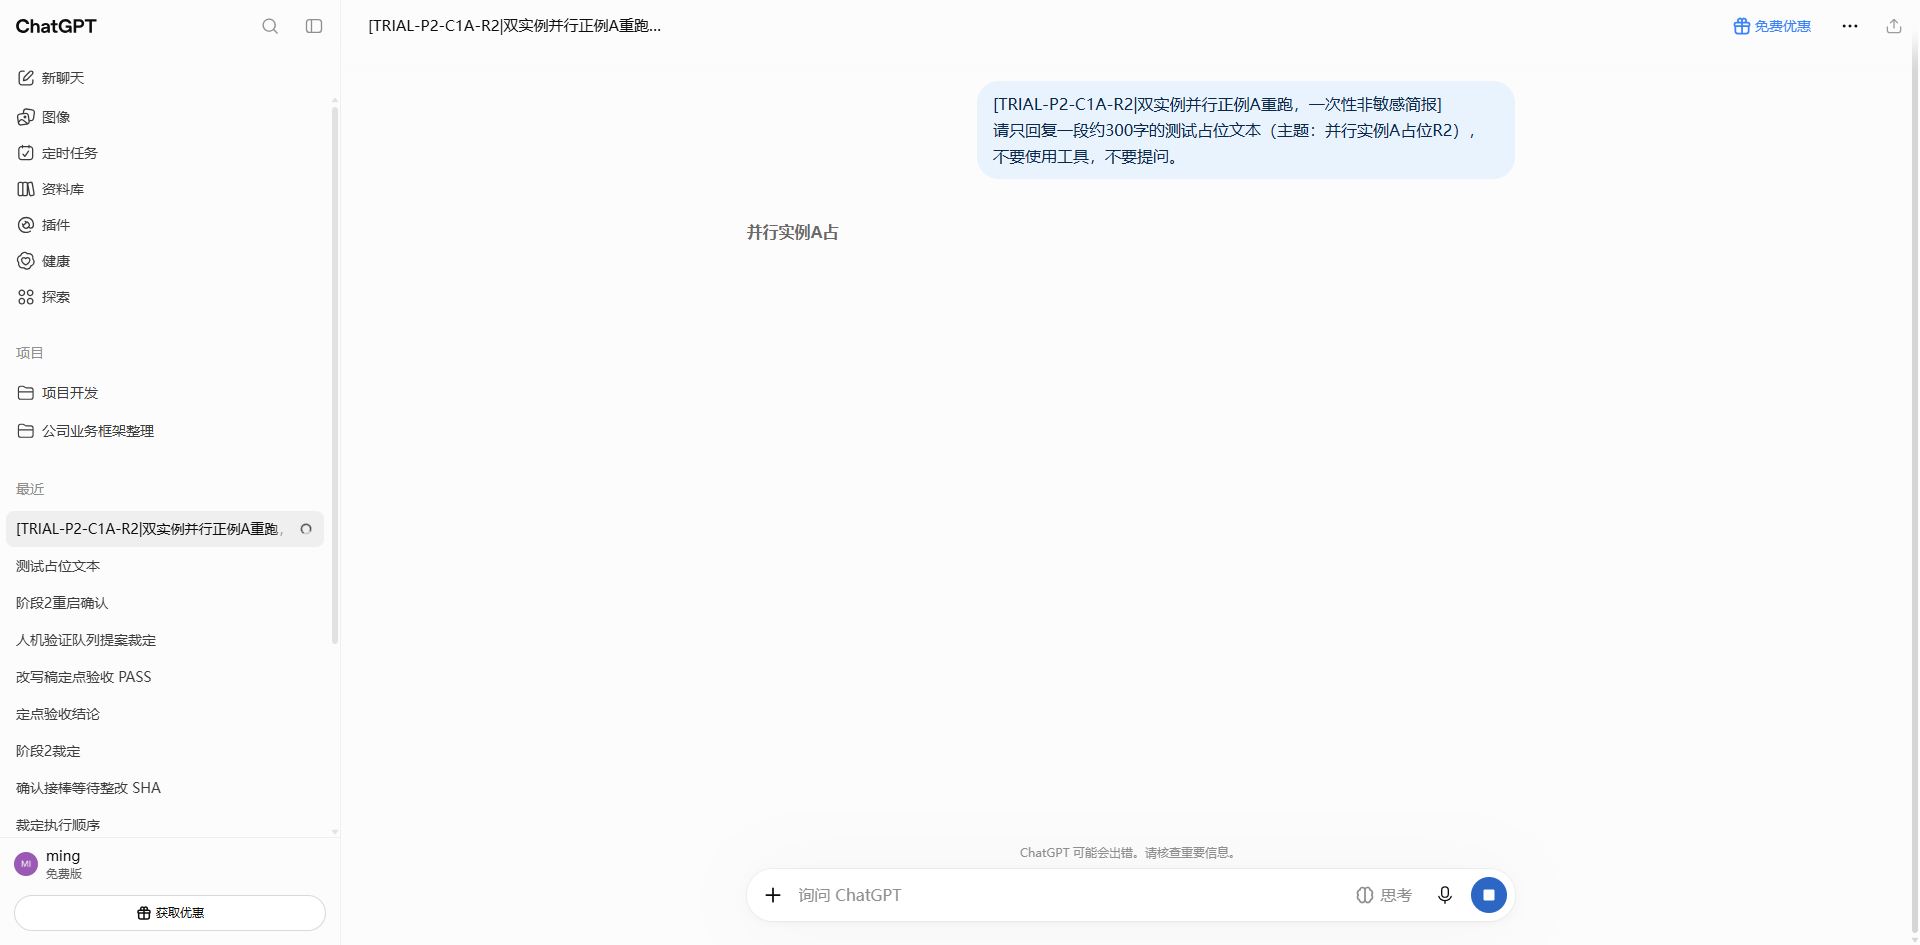 ChatGPT
新聊天
图像
定时任务
资料库
插件
健康
探索
项目
项目开发
公司业务框架整理
最近
[TRIAL-P2-C1A-R2|双实例并行正例A重跑,
测试占位文本
阶段2重启确认
人机验证队列提案裁定
改写稿定点验收 PASS
定点验收结论
阶段2裁定
确认接棒等待整改 SHA
裁定执行顺序
MI
ming
免费版
获取优惠
[TRIAL-P2-C1A-R2|双实例并行正例A重跑...
免费优惠
[TRIAL-P2-C1A-R2|双实例并行正例A重跑，一次性非敏感简报]
请只回复一段约300字的测试占位文本（主题：并行实例A占位R2），
不要使用工具，不要提问。
并行实例A占
ChatGPT 可能会出错。请核查重要信息。
询问 ChatGPT
思考